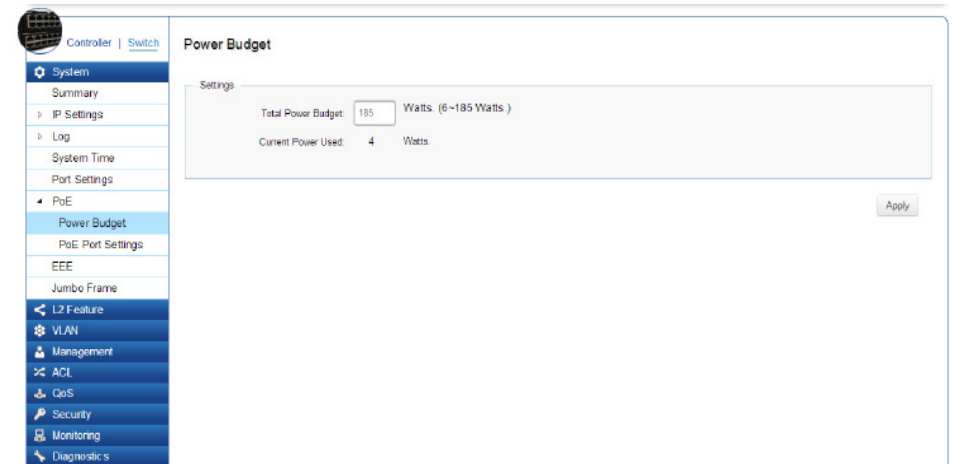 Controller | Switch
Power Budget
System
Summary
IP Settings
Log
System Time
Port Settings
PoE
Power Budget
PoE Port Settings
EEE
Jumbo Frame
L2 Feature
VLAN
Management
ACL
QoS
Security
Monitoring
Diagnostics
Settings
Total Power Budget: 185 Watts. (6~185 Watts.)
Current Power Used: 4 Watts.
Apply